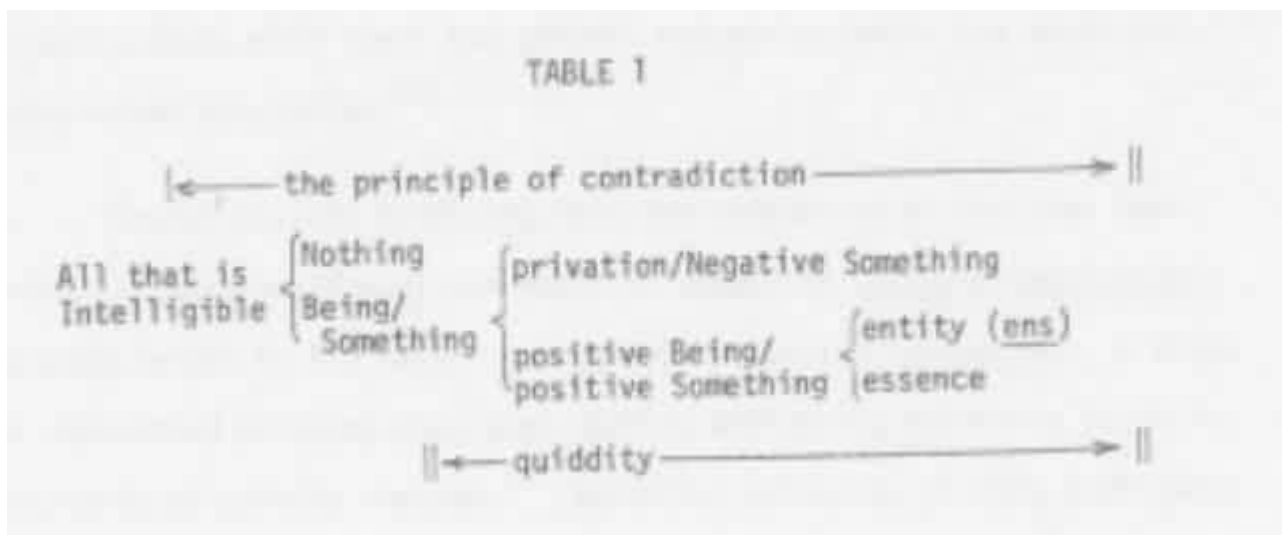 TABLE 1
the principle of contradiction
All that is
Intelligible
Nothing
Being/
Something
privation/Negative Something
positive Being/
positive Something
entity (ens)
essence
quiddity